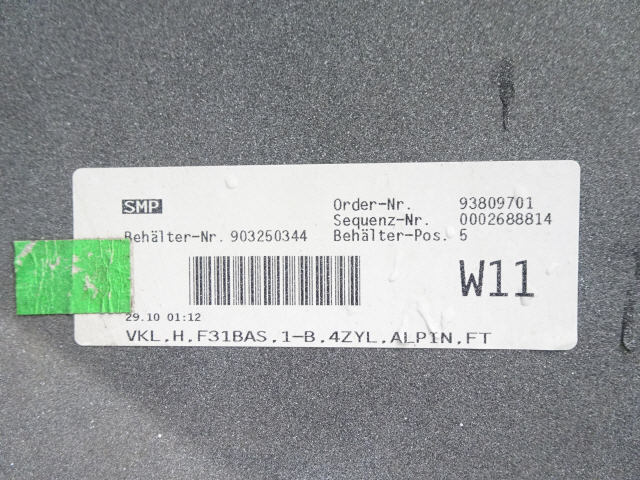 SMP
Order-Nr. 93809701
Sequenz-Nr. 0002688814
Behälter-Nr. 903250344 Behälter-Pos. 5
W11
29.10 01:12
VKL.H.F31BAS.1-B.4ZYL.ALPIN.FT